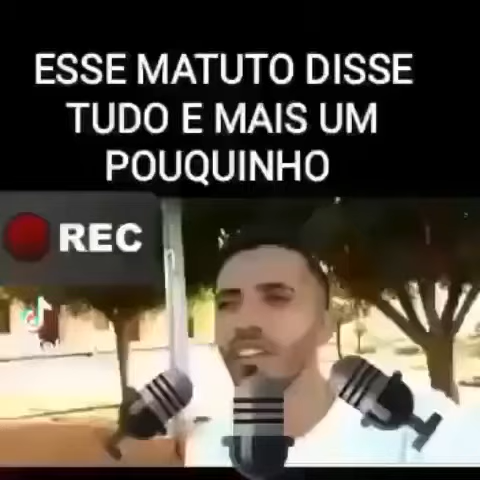 ESSE MATUTO DISSE
TUDO E MAIS UM
POUQUINHO
REC